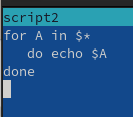 script2
for A in $*
   do echo $A
done